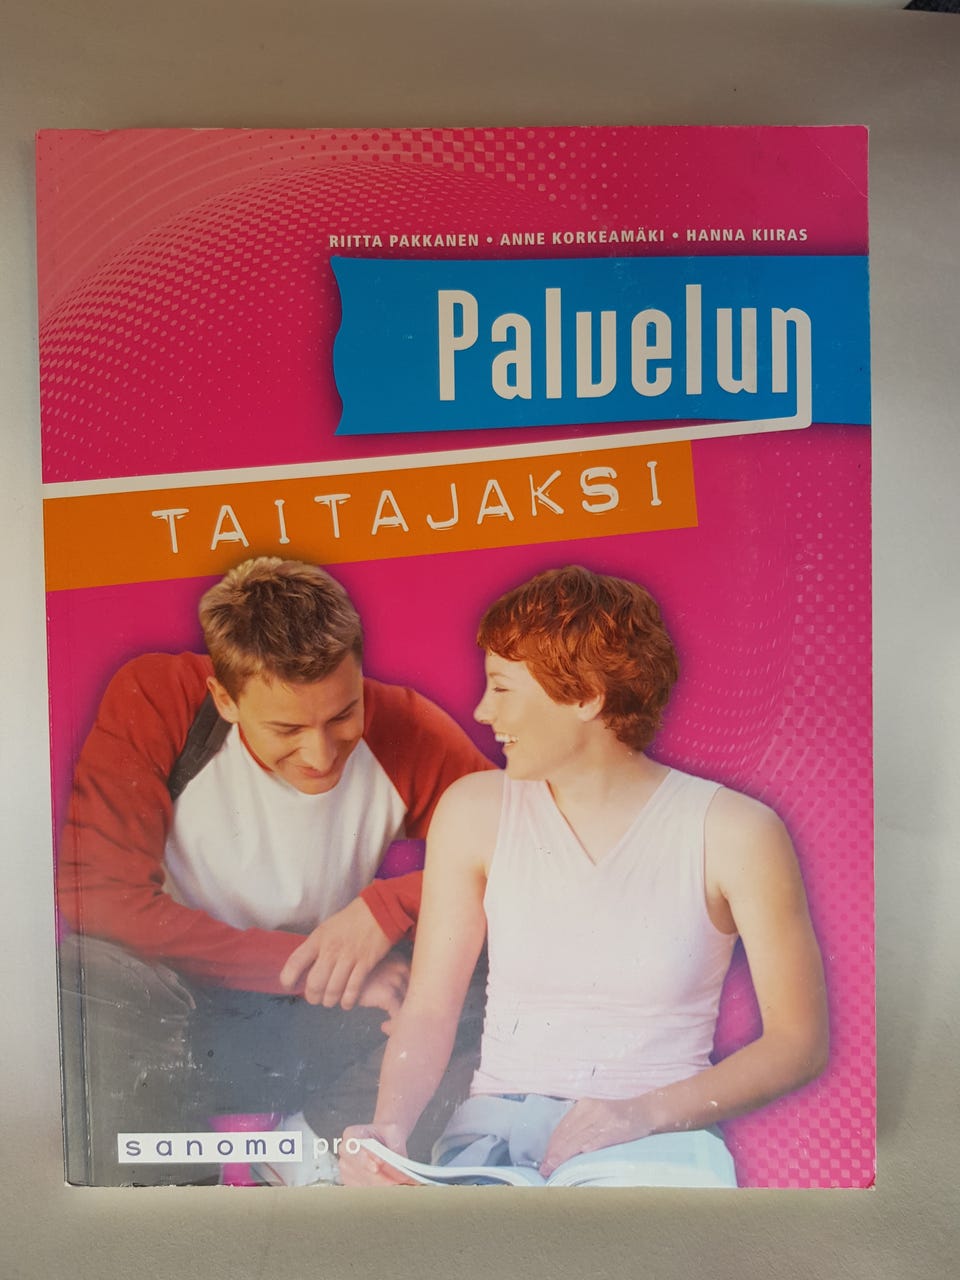 RIITTA PAKKANEN • ANNE KORKEAMÄKI • HANNA KIIRAS
Palvelun
TAITAJAKSI
sanoma pro